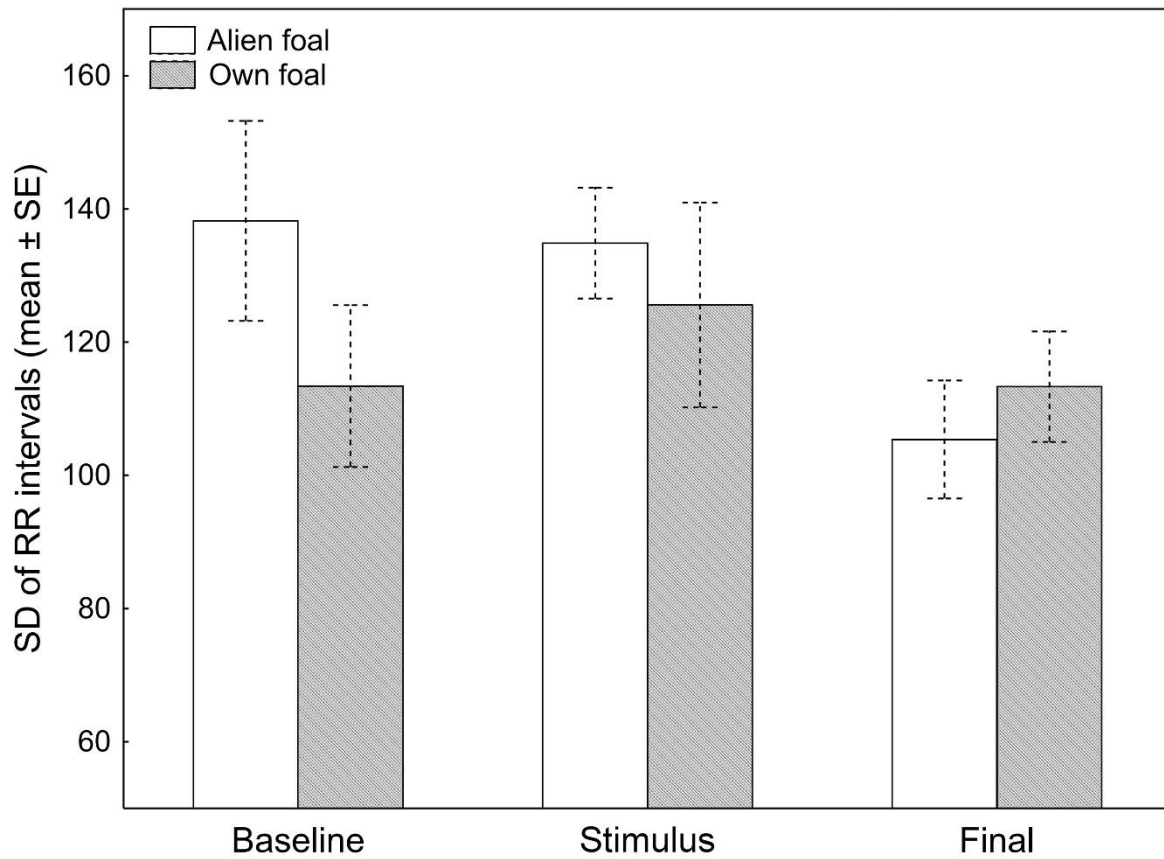 Alien foal
Own foal
SD of RR intervals (mean ± SE)
160
140
120
100
80
60
Baseline
Stimulus
Final